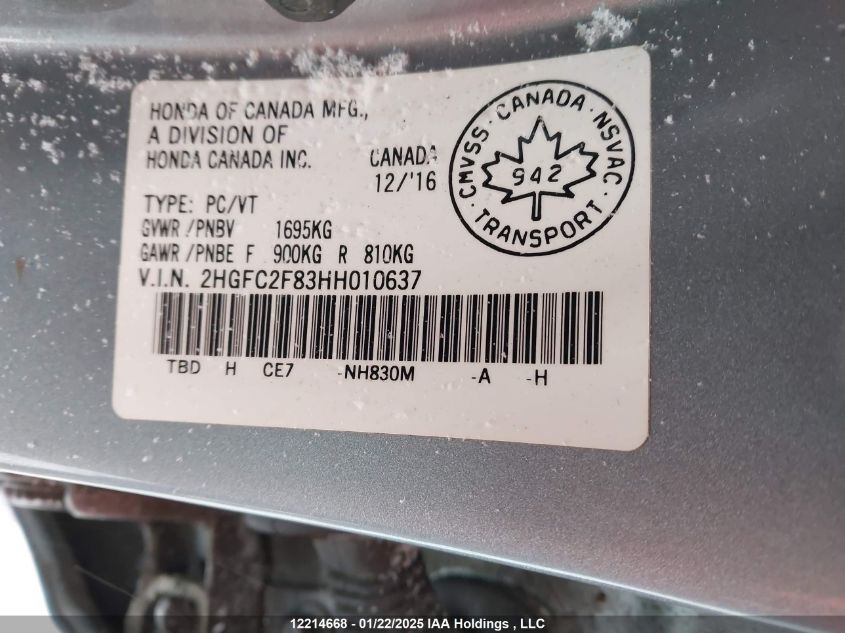 HONDA OF CANADA MFG.,
A DIVISION OF
HONDA CANADA INC. CANADA
12/'16
TYPE: PC/VT
GVWR /PNBV 1695KG
GAWR /PNBE F 900KG R 810KG
V.I.N. 2HGFC2F83HH010637
TBD H CE7 -NH830M -A -H
CMVSS · CANADA · NSVAC · TRANSPORT ·
942
12214668 - 01/22/2025 IAA Holdings , LLC